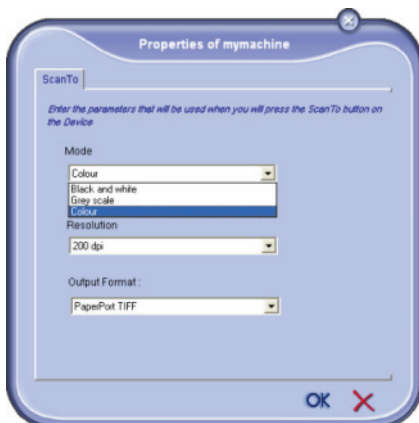 Properties of mymachine
ScanTo
Enter the parameters that will be used when you will press the ScanTo button on
the Device
Mode
Colour
Black and white
Grey scale
Colour
Resolution
200 dpi
Output Format :
PaperPort TIFF
OK